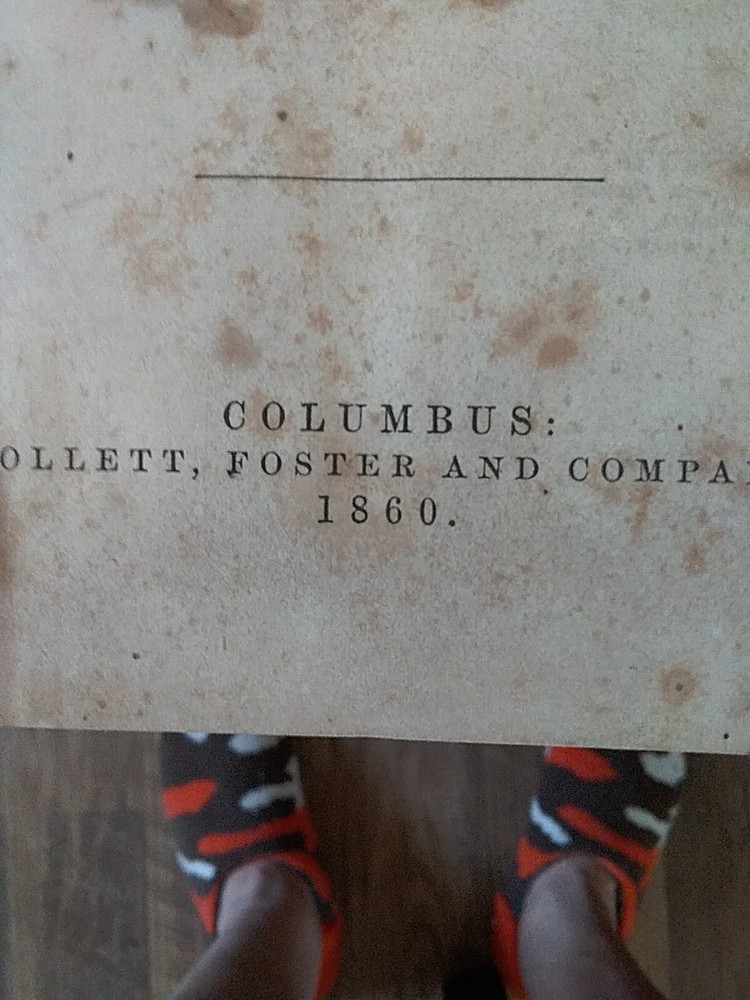 COLUMBUS:
OLLETT, FOSTER AND COMPA
1860.